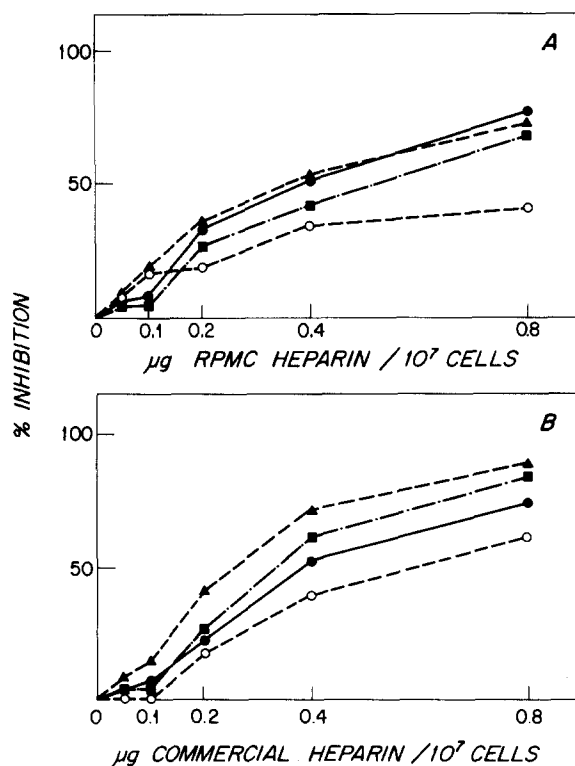 A
100
50
0
0.1
0.2
0.4
0.8
µg RPMC HEPARIN / 10⁷ CELLS
% INHIBITION
B
100
50
0
0.1
0.2
0.4
0.8
µg COMMERCIAL HEPARIN / 10⁷ CELLS